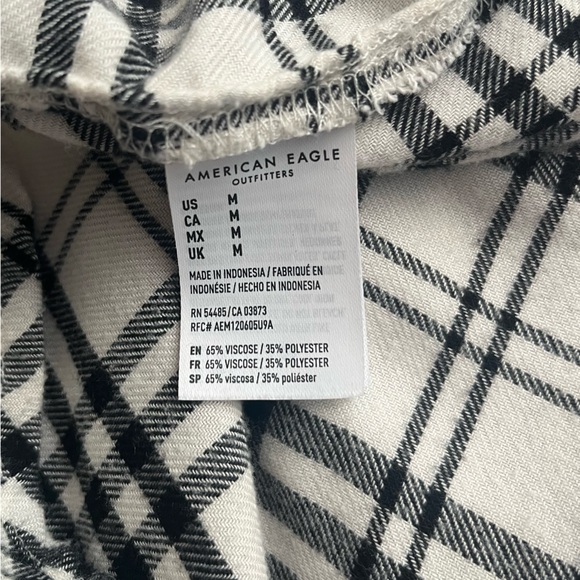 AMERICAN EAGLE
OUTFITTERS
US M
CA M
MX M
UK M
MADE IN INDONESIA / FABRIQUÉ EN
INDONÉSIE / HECHO EN INDONESIA
RN 54485/CA 03873
RFC# AEM120605U9A
EN 65% VISCOSE / 35% POLYESTER
FR 65% VISCOSE / 35% POLYESTER
SP 65% viscosa / 35% poliéster